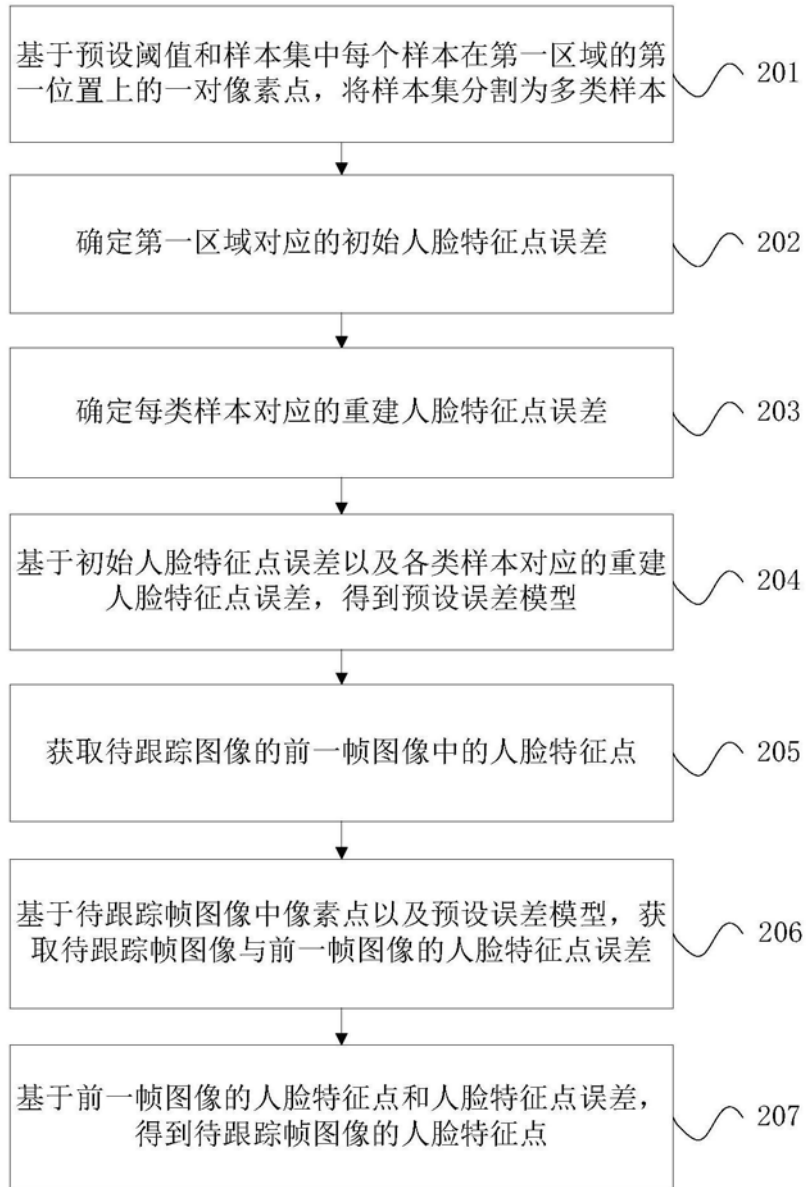 基于预设阈值和样本集中每个样本在第一区域的第
一位置上的一对像素点，将样本集分割为多类样本
201
确定第一区域对应的初始人脸特征点误差
202
确定每类样本对应的重建人脸特征点误差
203
基于初始人脸特征点误差以及各类样本对应的重建
人脸特征点误差，得到预设误差模型
204
获取待跟踪图像的前一帧图像中的人脸特征点
205
基于待跟踪帧图像中像素点以及预设误差模型，获
取待跟踪帧图像与前一帧图像的人脸特征点误差
206
基于前一帧图像的人脸特征点和人脸特征点误差，
得到待跟踪帧图像的人脸特征点
207